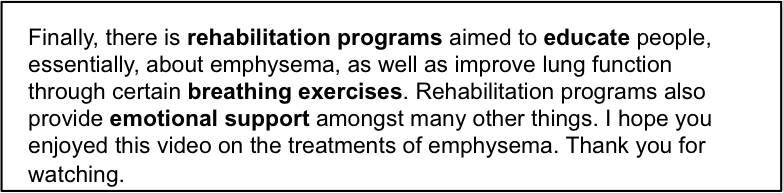 Finally, there is rehabilitation programs aimed to educate people,
essentially, about emphysema, as well as improve lung function
through certain breathing exercises. Rehabilitation programs also
provide emotional support amongst many other things. I hope you
enjoyed this video on the treatments of emphysema. Thank you for
watching.